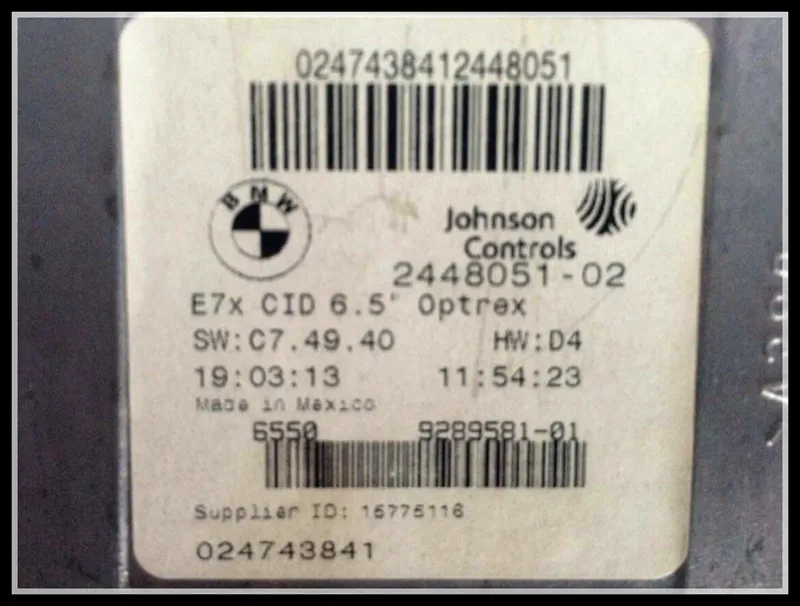 0247438412448051
BMW
Johnson
Controls
2448051-02
E7x CID 6.5" Optrex
SW:C7.49.40 HW:D4
19:03:13 11:54:23
Made in Mexico
6550 9289581-01
Supplier ID: 15775116
024743841